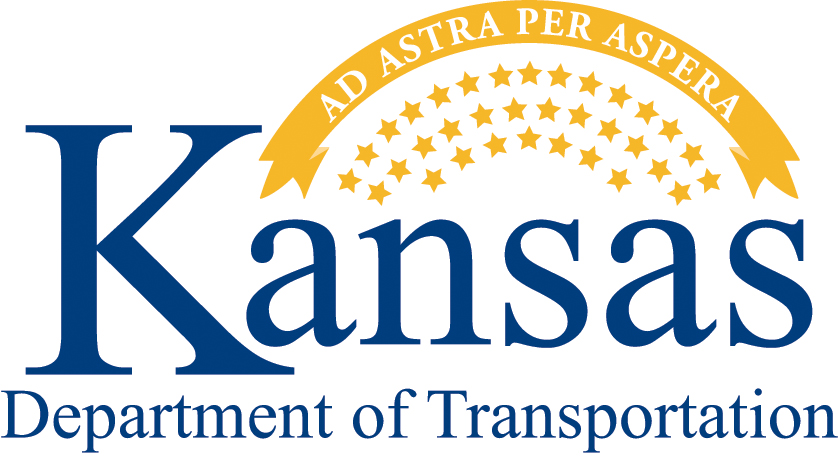 AD ASTRA PER ASPERA
Kansas
Department of Transportation